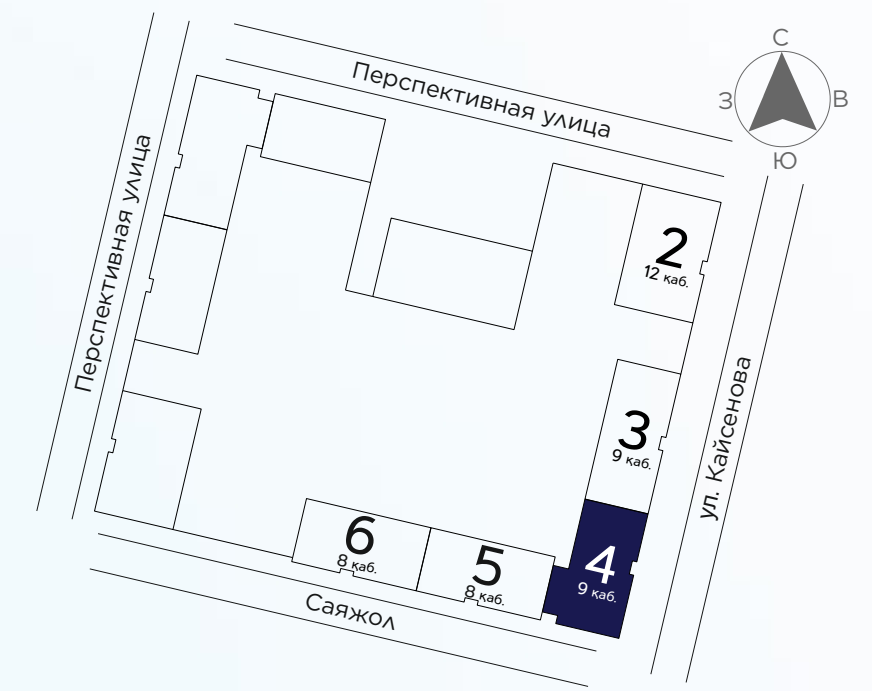 С
З
В
Ю
Перспективная улица
Перспективная улица
2
12 қаб.
ул. Кайсенова
3
9 қаб.
4
9 қаб.
6
8 қаб.
5
8 қаб.
Саяжол